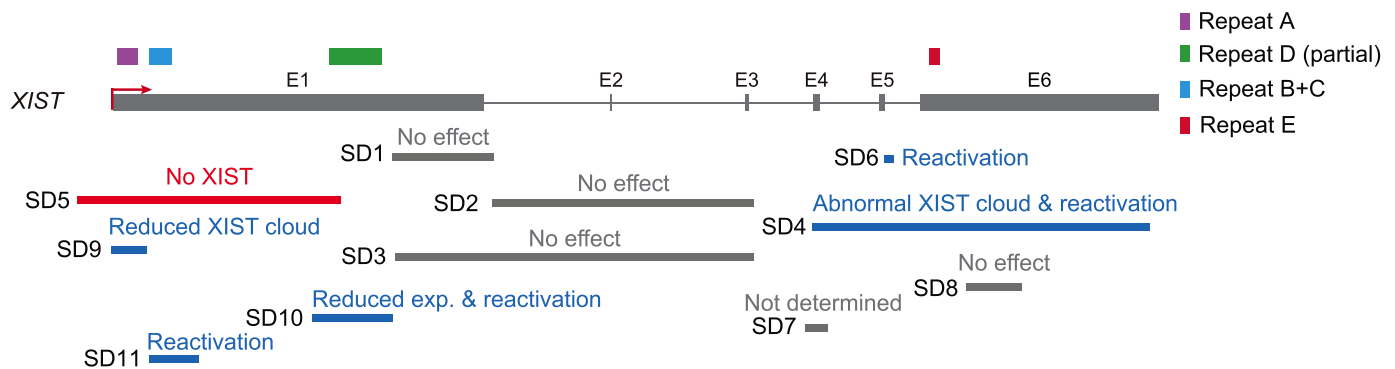 Repeat A
Repeat D (partial)
Repeat B+C
Repeat E
XIST
E1
E2
E3
E4
E5
E6
No effect
SD1
SD6
Reactivation
No XIST
SD5
No effect
SD2
Abnormal XIST cloud & reactivation
SD4
Reduced XIST cloud
SD9
No effect
SD3
No effect
SD8
Reduced exp. & reactivation
SD10
Not determined
SD7
Reactivation
SD11